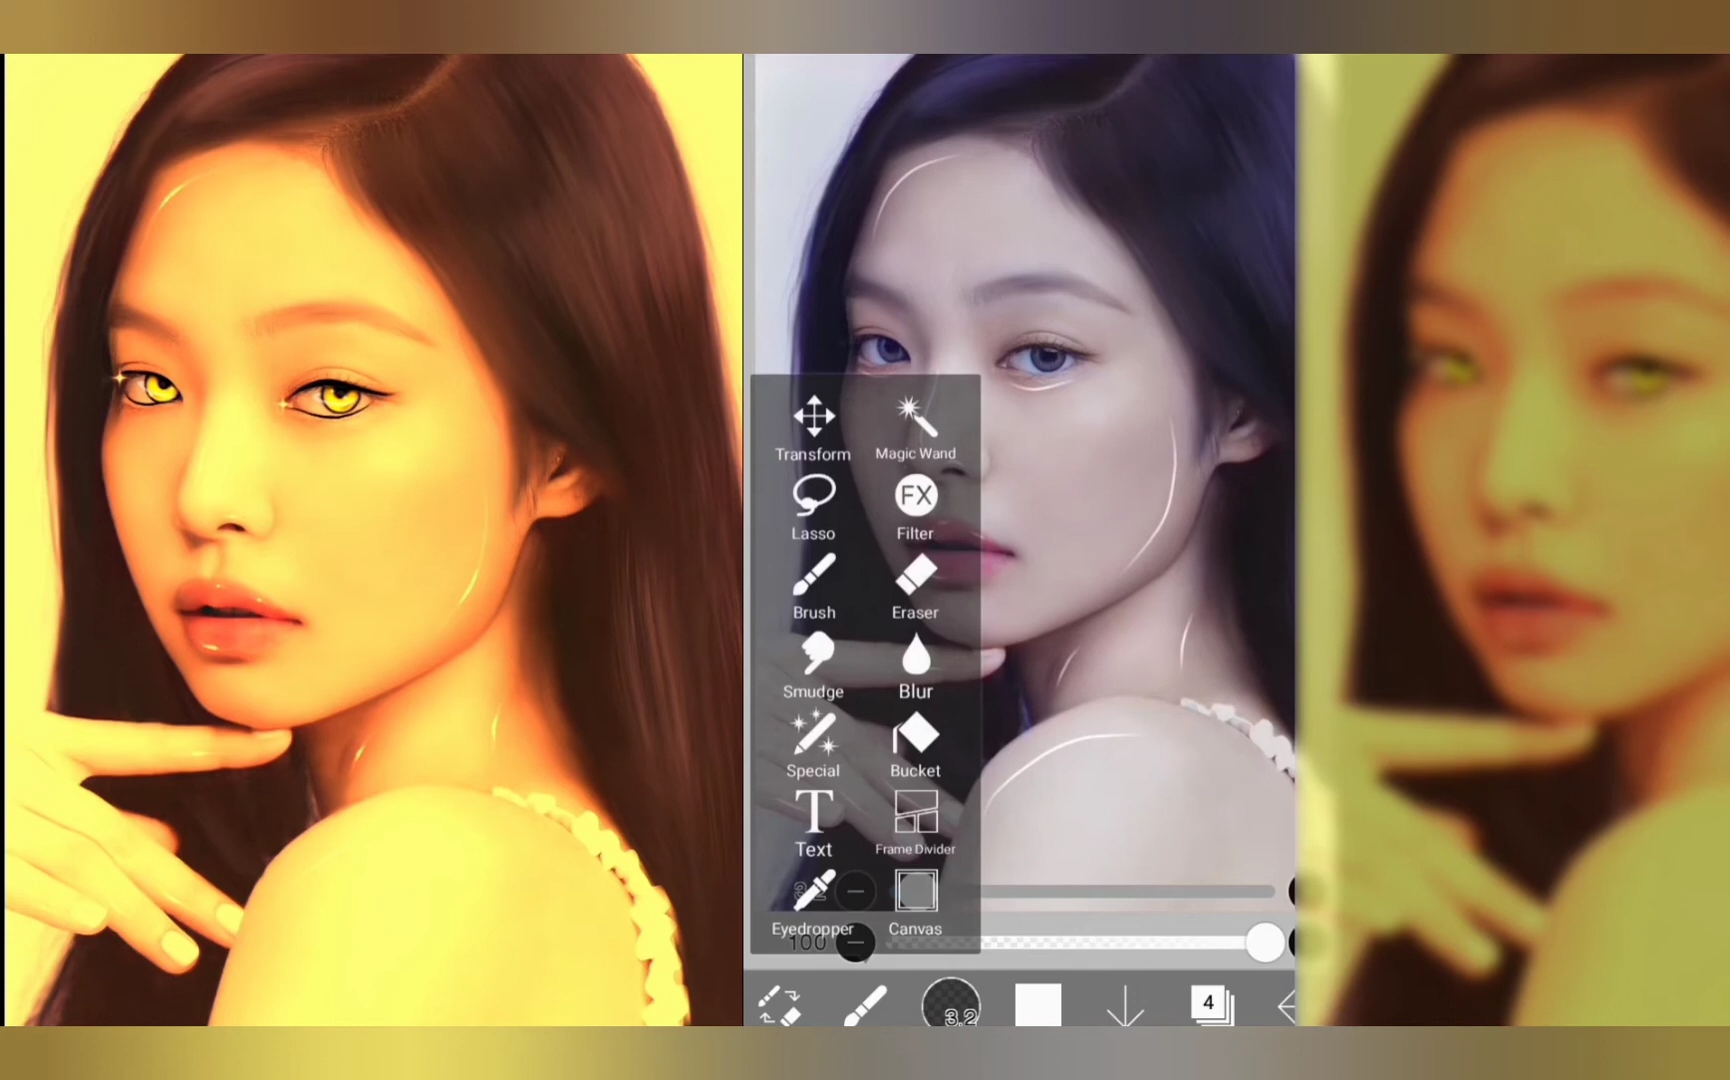 Transform Magic Wand
FX
Lasso Filter
Brush Eraser
Smudge Blur
Special Bucket
T
Text Frame Divider
Eyedropper Canvas
100
3.2
4